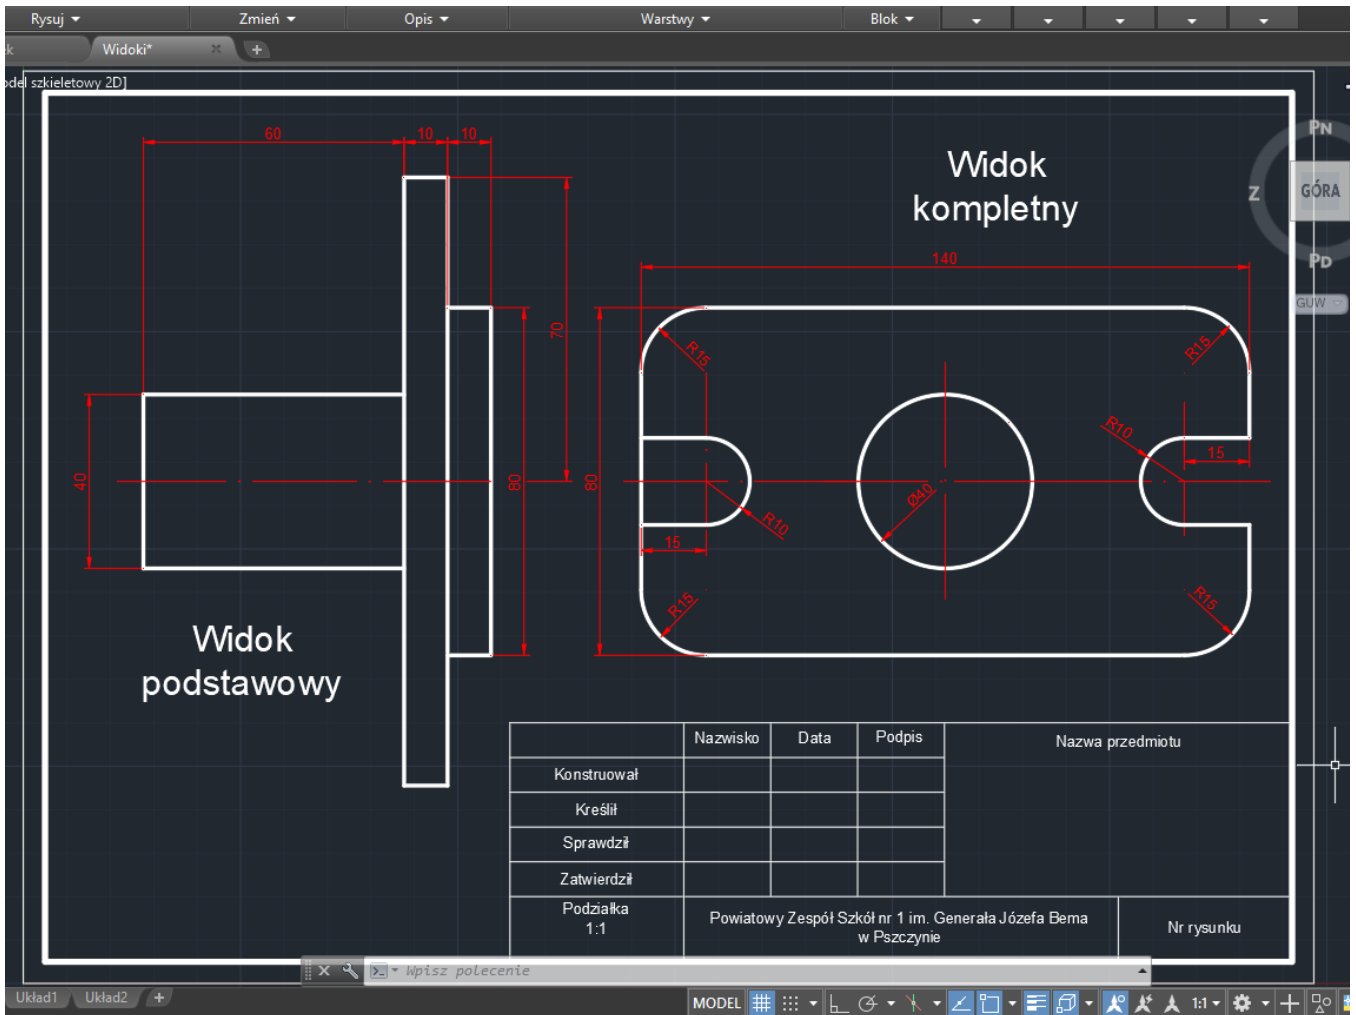 Rysuj
Zmień
Opis
Warstwy
Blok
Widoki*
+
szkieletowy 2D]
60
10
10
70
80
40
Widok
podstawowy
Widok
kompletny
140
80
R15
R15
R10
15
Ø40
R10
15
R15
R15
PN
Z
GÓRA
PD
GUW
Nazwisko
Data
Podpis
Nazwa przedmiotu
Konstruował
Kreślił
Sprawdził
Zatwierdził
Podziałka
1:1
Powiatowy Zespół Szkół nr 1 im. Generała Józefa Bema
w Pszczynie
Nr rysunku
Wpisz polecenie
Układ1
Układ2
+
MODEL
1:1